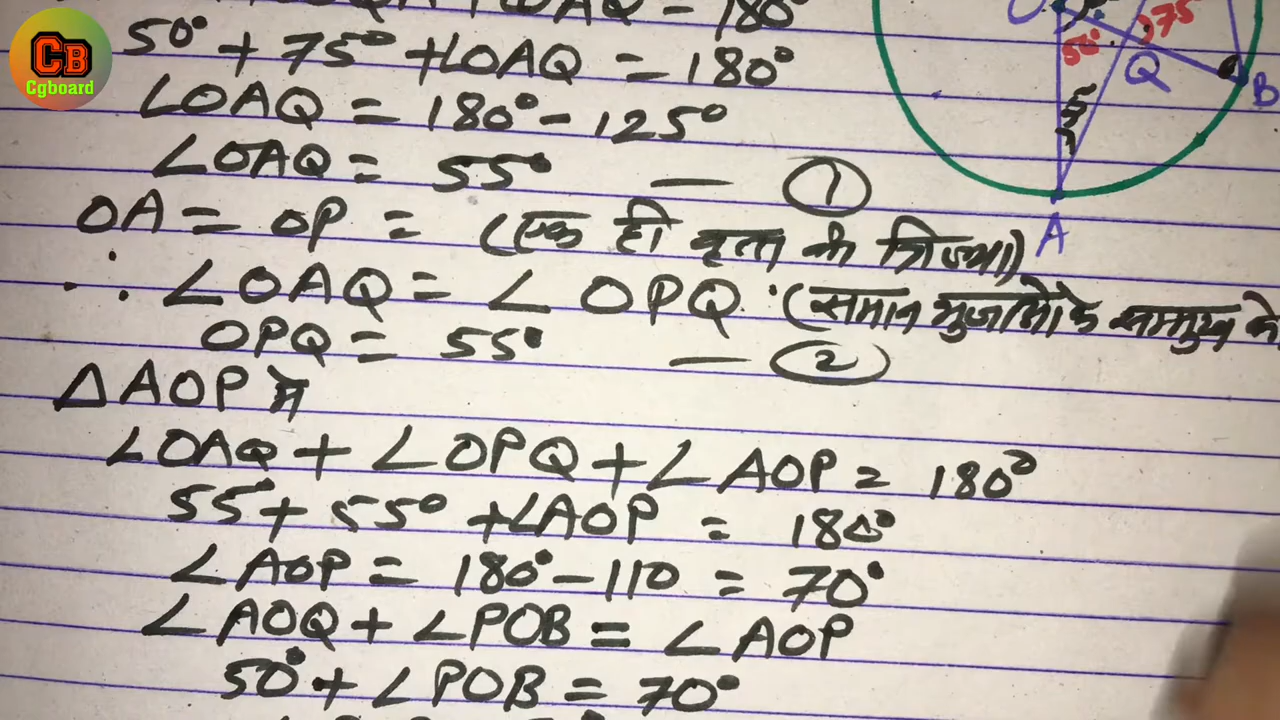 CB
Cgboard
∠OAQ = 180°
50° + 75° + ∠OAQ = 180°
∠OAQ = 180° - 125°
∠OAQ = 55° — ①
OA = OP = (एक ही वृत्त के त्रिज्या)
∴ ∠OAQ = ∠OPQ (समान भुजाओं के सम्मुख
OPQ = 55° — ②
ΔAOP में
∠OAQ + ∠OPQ + ∠AOP = 180°
55° + 55° + ∠AOP = 180°
∠AOP = 180° - 110 = 70°
∠AOQ + ∠POB = ∠AOP
50° + ∠POB = 70°
O
50°
75
Q
B
A